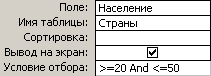 Поле: Население
Имя таблицы: Страны
Сортировка:
Вывод на экран:
Условие отбора: >=20 And <=50